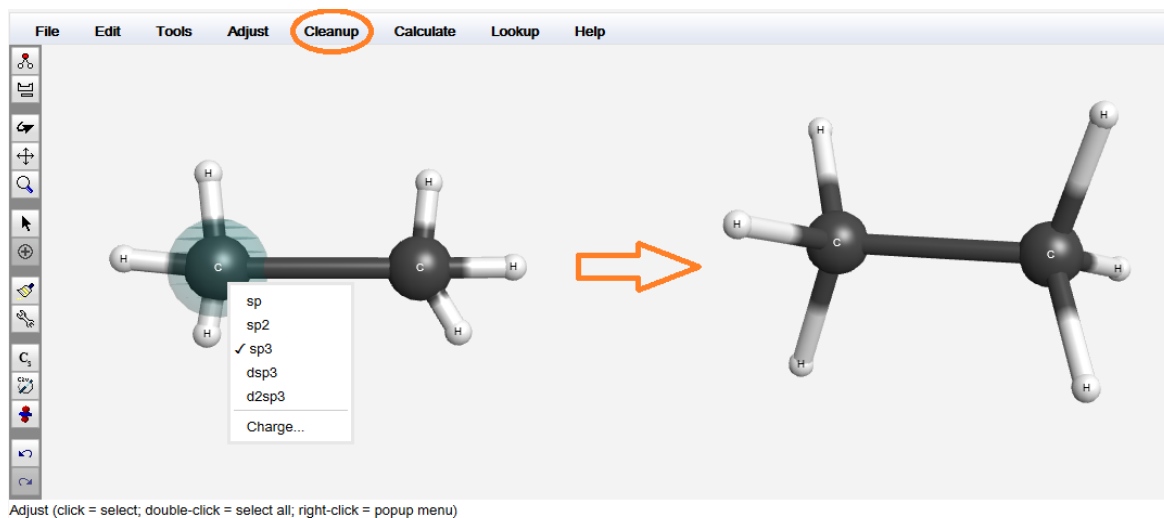 File Edit Tools Adjust Cleanup Calculate Lookup Help
H
H
C
C
H
H
H
H
sp
sp2
✓ sp3
dsp3
d2sp3
Charge...
H
H
H
C
C
H
H
H
Cs
Adjust (click = select; double-click = select all; right-click = popup menu)